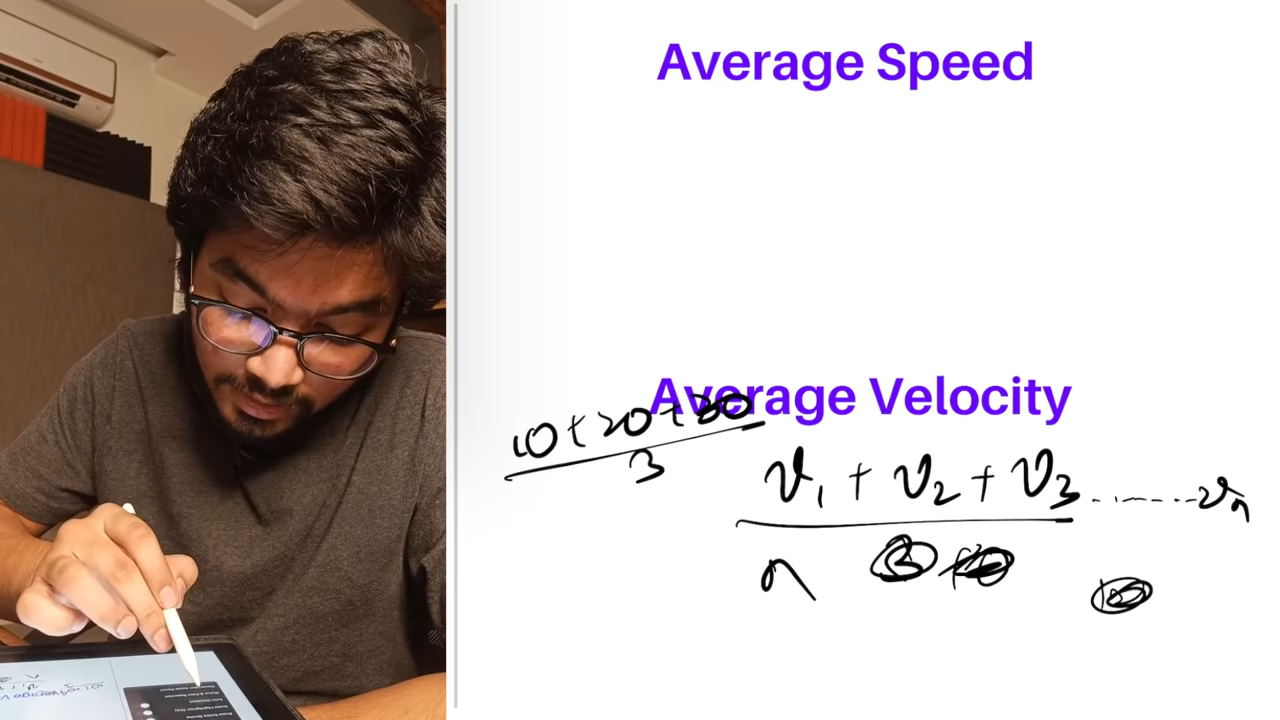 Average Speed
Average Velocity
10 + 20 + 30
3
v₁ + v₂ + v₃ ............ vₙ
n